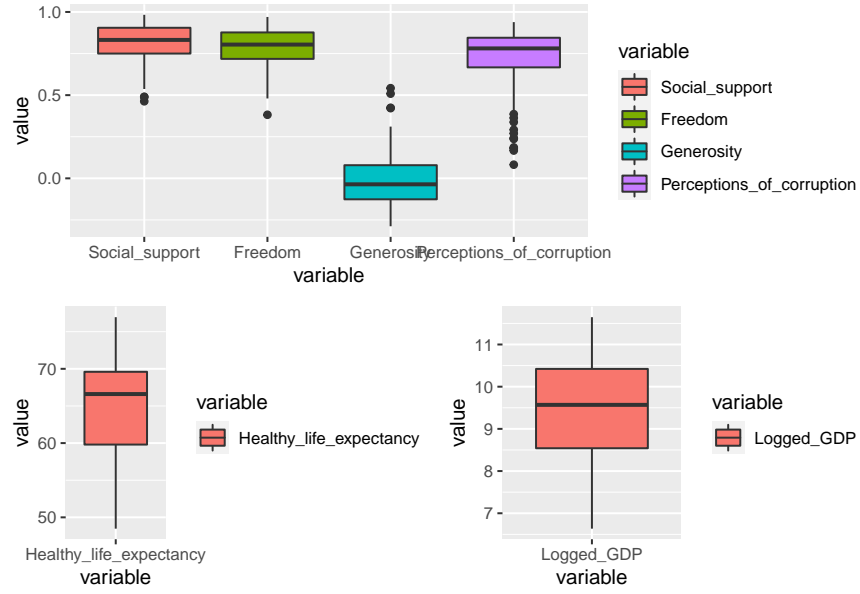 1.0
0.5
0.0
value
Social_support
Freedom
Generosity
Perceptions_of_corruption
variable
variable
Social_support
Freedom
Generosity
Perceptions_of_corruption
70
60
50
value
Healthy_life_expectancy
variable
variable
Healthy_life_expectancy
11
10
9
8
7
value
Logged_GDP
variable
variable
Logged_GDP